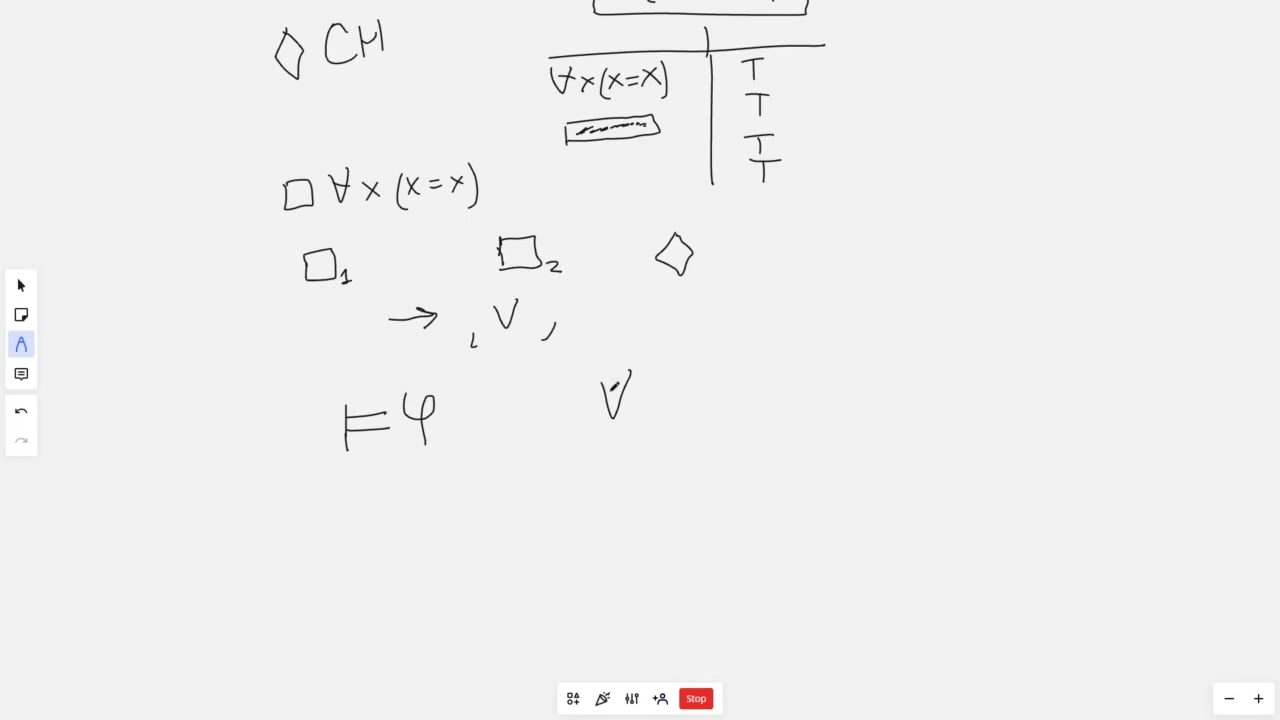 ◇ CH
∀x(x=x) T
T
T
T
□ ∀x (x=x)
□₁ □₂ ◇
→ , ∨ ,
⊨ φ ∀
Stop